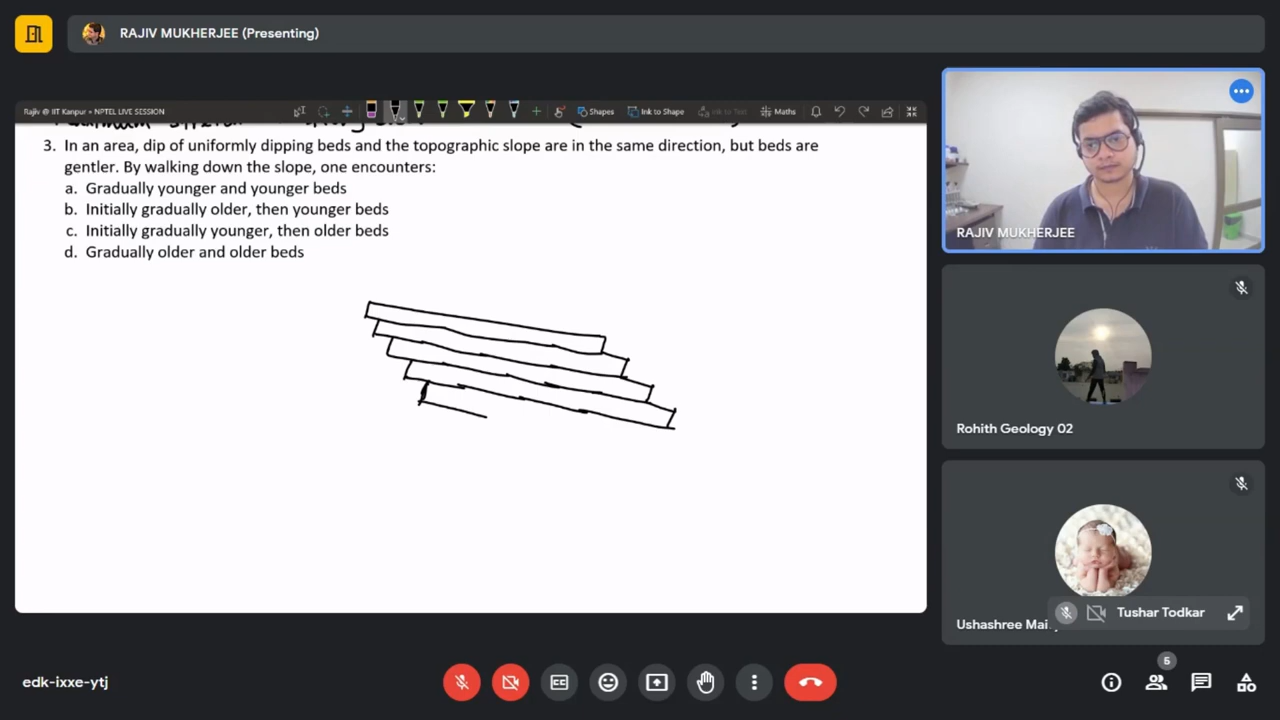 RAJIV MUKHERJEE (Presenting)
Rajiv @ IIT Kanpur - NPTEL LIVE SESSION
Shapes
Ink to Shape
Ink to Text
Maths
3. In an area, dip of uniformly dipping beds and the topographic slope are in the same direction, but beds are
gentler. By walking down the slope, one encounters:
a. Gradually younger and younger beds
b. Initially gradually older, then younger beds
c. Initially gradually younger, then older beds
d. Gradually older and older beds
RAJIV MUKHERJEE
Rohith Geology 02
Ushashree
Tushar Todkar
edk-ixxe-ytj
CC
5